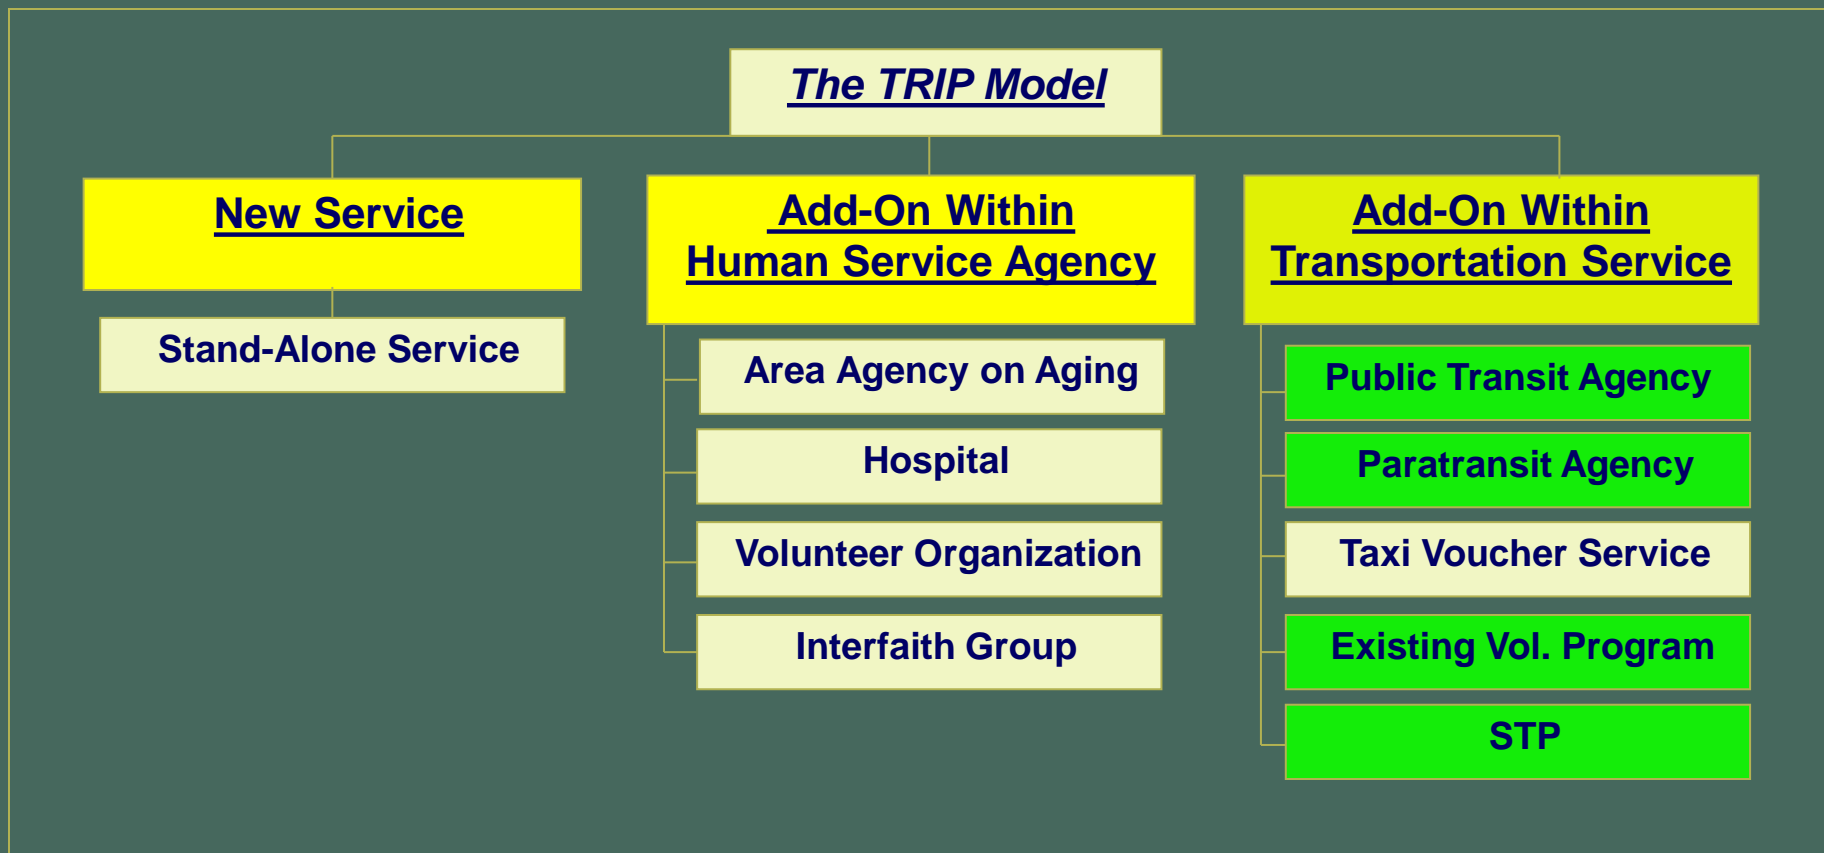 The TRIP Model
New Service
Stand-Alone Service
Add-On Within
Human Service Agency
Area Agency on Aging
Hospital
Volunteer Organization
Interfaith Group
Add-On Within
Transportation Service
Public Transit Agency
Paratransit Agency
Taxi Voucher Service
Existing Vol. Program
STP